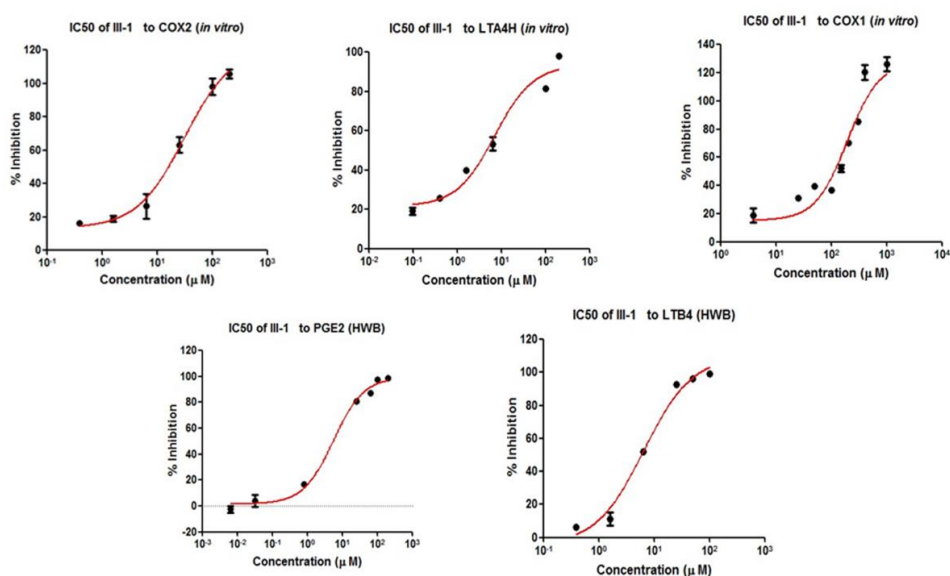 IC50 of III-1 to COX2 (in vitro)
% Inhibition
120
100
80
60
40
20
0
10-1 10⁰ 10¹ 10² 10³
Concentration (μ M)
IC50 of III-1 to LTA4H (in vitro)
% Inhibition
120
100
80
60
40
20
0
10-2 10-1 10⁰ 10¹ 10² 10³
Concentration (μ M)
IC50 of III-1 to COX1 (in vitro)
% Inhibition
140
120
100
80
60
40
20
0
10⁰ 10¹ 10² 10³ 10⁴
Concentration (μ M)
IC50 of III-1 to PGE2 (HWB)
% Inhibition
120
100
80
60
40
20
0
-20
10-3 10-2 10-1 10⁰ 10¹ 10² 10³
Concentration (μ M)
IC50 of III-1 to LTB4 (HWB)
% Inhibition
120
100
80
60
40
20
0
10-1 10⁰ 10¹ 10² 10³
Concentration (μ M)